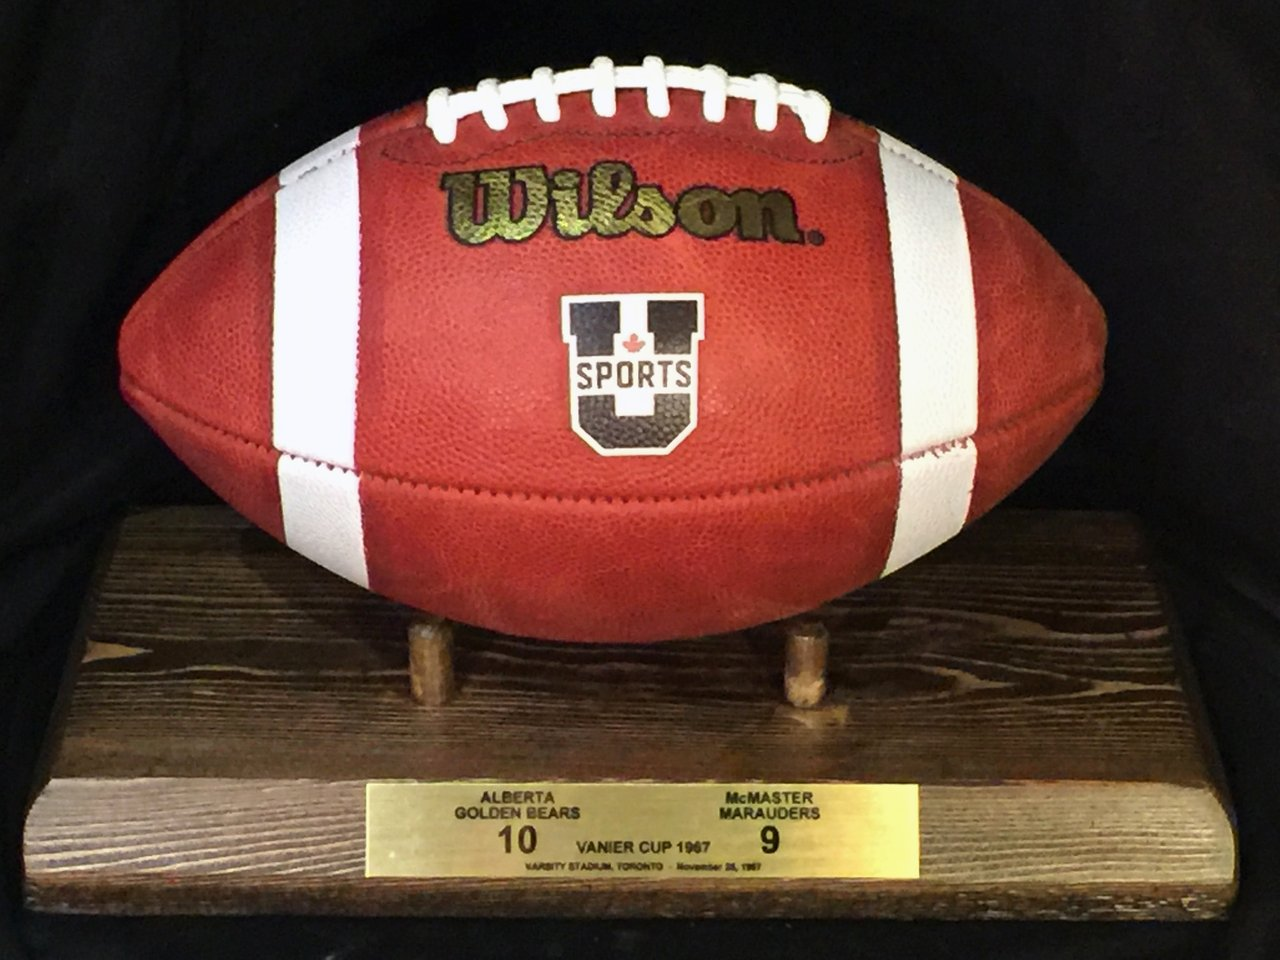 Wilson.
SPORTS
ALBERTA
GOLDEN BEARS
10
McMASTER
MARAUDERS
9
VANIER CUP 1967
VARSITY STADIUM, TORONTO - November 25, 1967